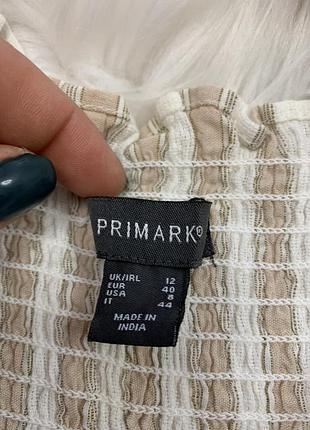 PRIMARK®
UK/IRL 12
EUR 40
USA 8
IT 44
MADE IN
INDIA